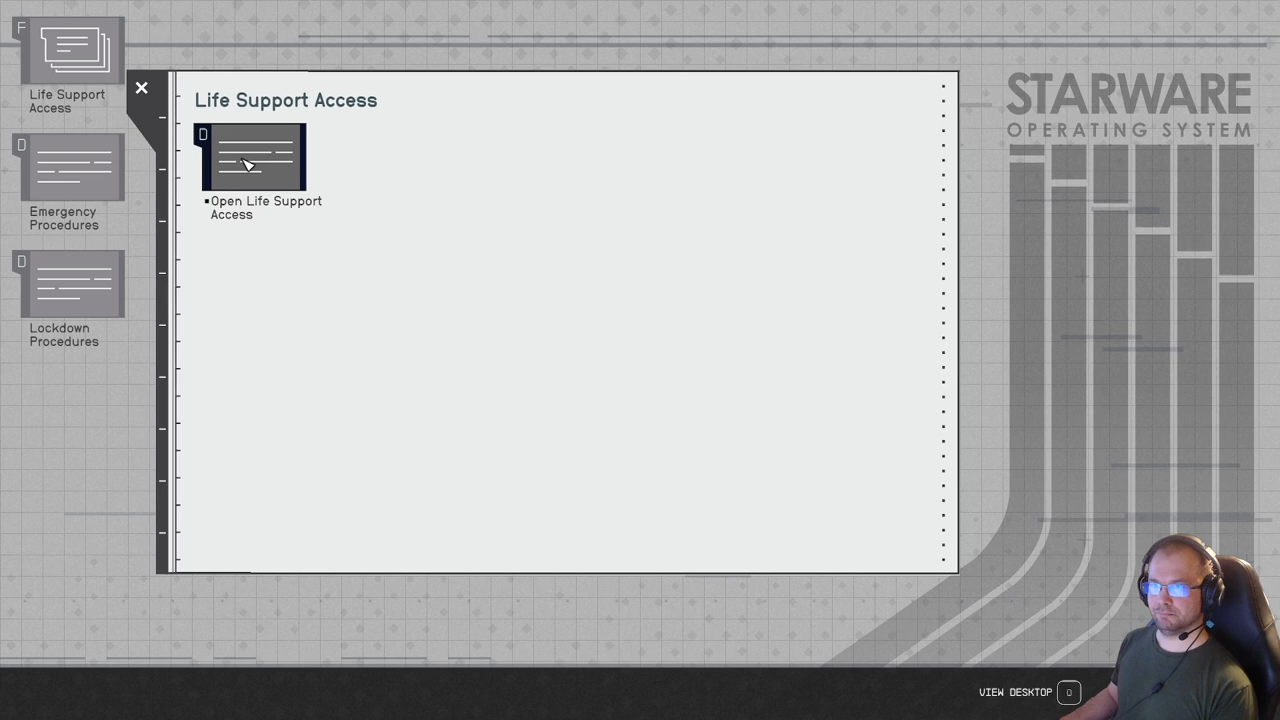 F
Life Support
Access
D
Emergency
Procedures
D
Lockdown
Procedures
Life Support Access
D
Open Life Support
Access
STARWARE
OPERATING SYSTEM
VIEW DESKTOP Q